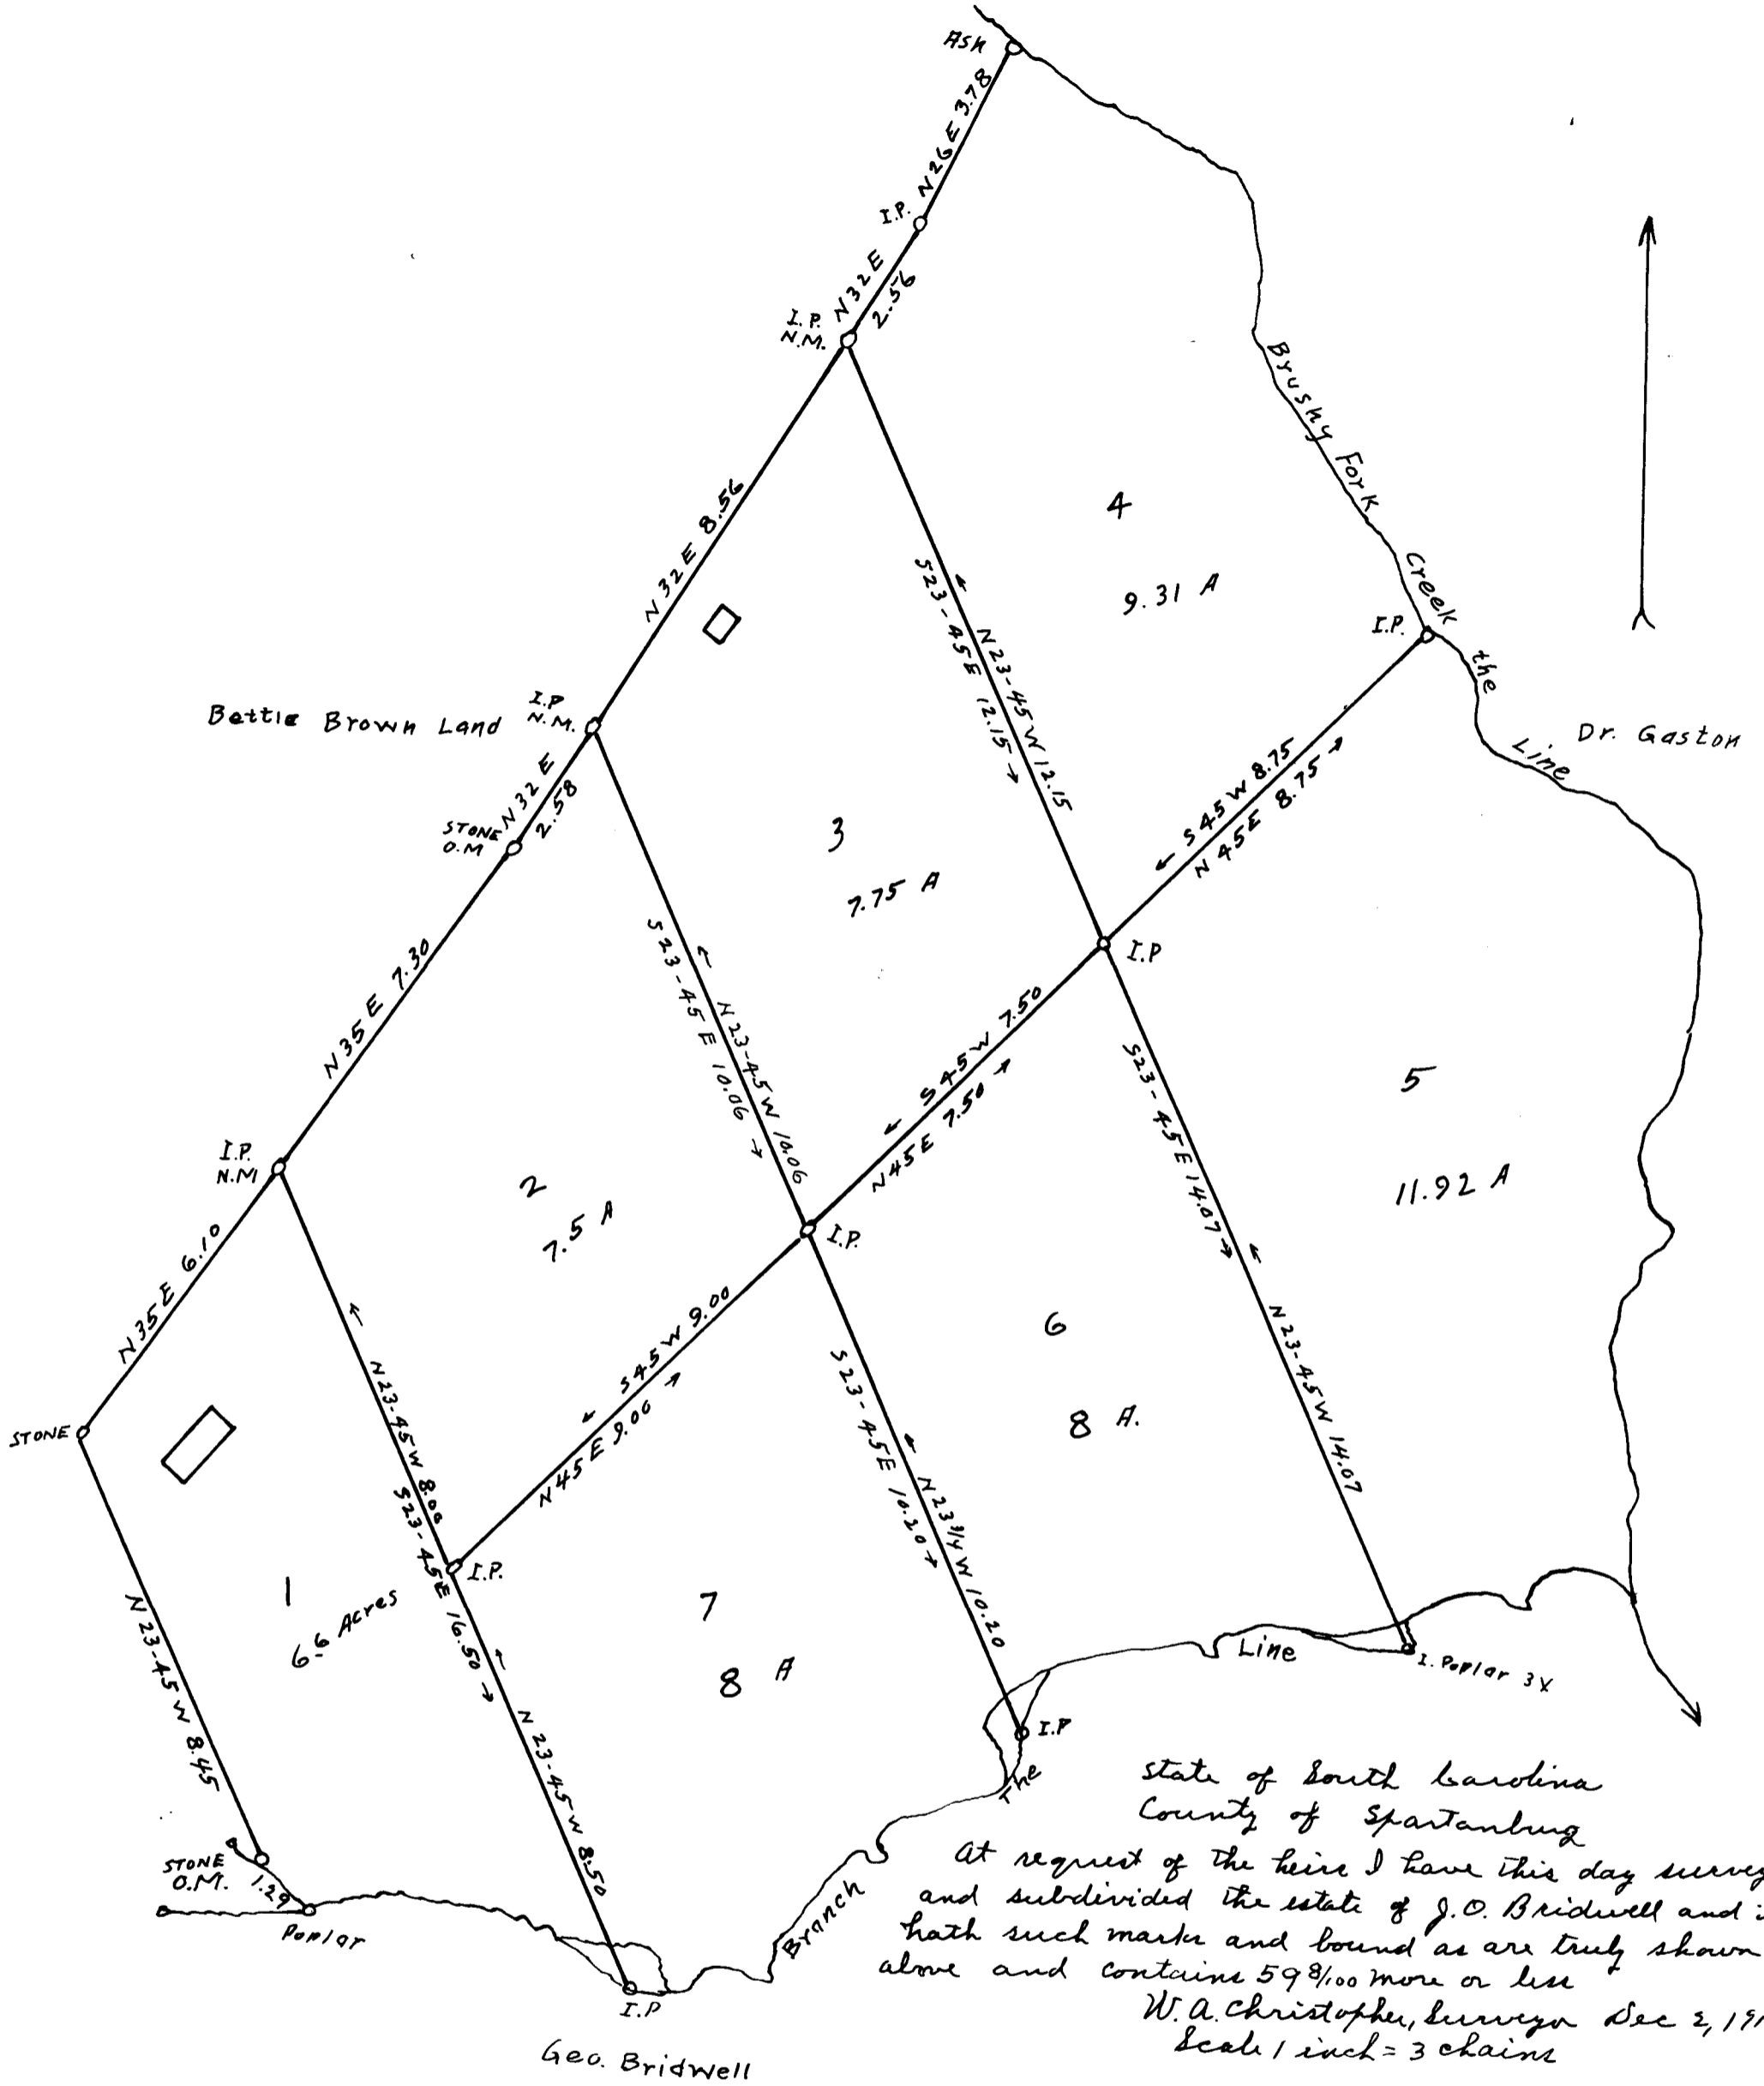 Ash
N26E 3.78
I.P.
N32E
2.56
I.P.
N.M.
Brushy Fork Creek the Line
4
9.31 A
N32E 8.56
S23-45E 12.15
N23-45W 12.15
I.P.
Bettie Brown Land
I.P
N.M.
Dr. Gaston
N32E
2.58
STONE
O.M
S45W 8.75
N45E 8.75
3
7.75 A
N35E 7.30
S23-45E 10.06
N23-45W 10.06
I.P
S45W 7.50
N45E 7.50
S23-45E 14.07
N23-45W 14.07
5
11.92 A
I.P.
N.M
2
7.5 A
I.P.
N35E 6.10
S45W 9.00
N45E 9.00
6
8 A.
S23-45E 10.20
N23 3/4 W 10.20
STONE
N23-45W 8.00
S23-45E 16.50
I.P.
1
6.6 Acres
7
8 A
N23-45W 8.45
N23-45W 8.50
Line
I. Poplar 3X
I.P
The
Branch
STONE
O.M.
1.29
Poplar
I.P
Geo. Bridwell
State of South Carolina
County of Spartanburg
At request of the heirs I have this day
and subdivided the estate of J.O. Bridwell and
hath such marks and bound as are truly shown
above and contains 59 8/100 more or less
W.A. Christopher, Surveyor Dec 2, 191
Scale 1 inch = 3 chains